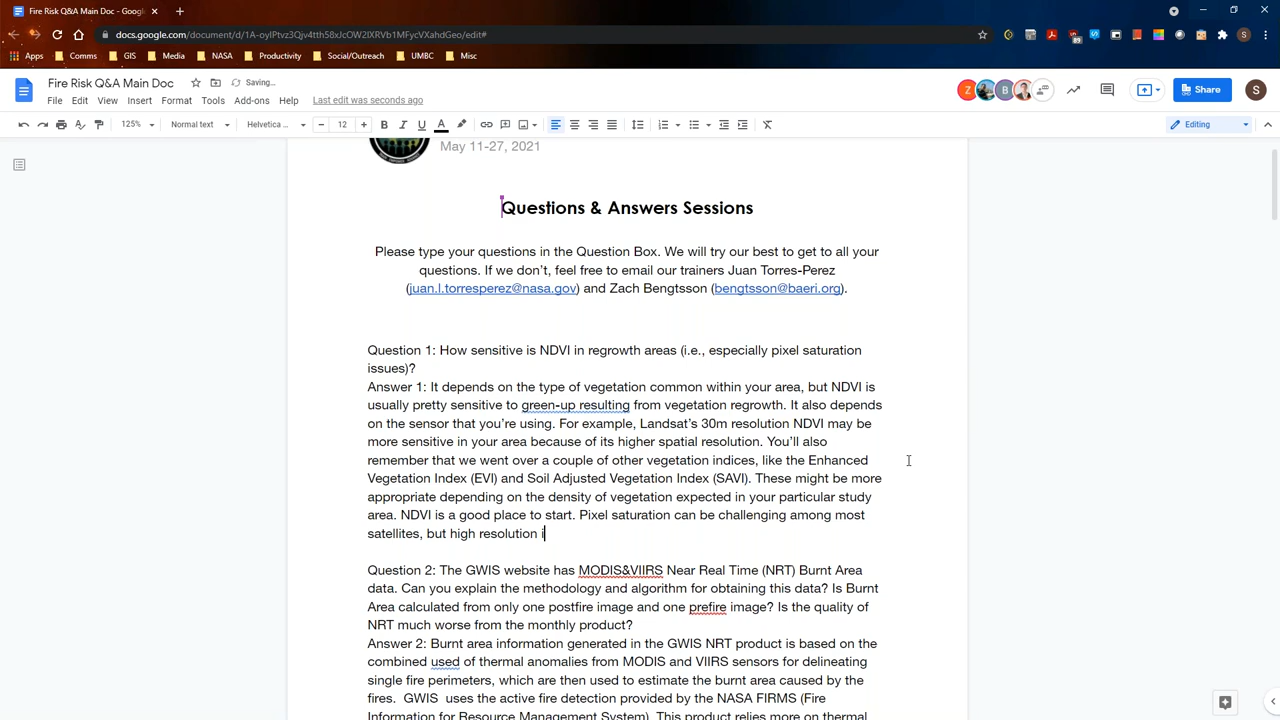 Fire Risk Q&A Main Doc - Google
docs.google.com/document/d/1A-oyIPtvz3Qjv4tth58xJcOW2lXRVb1MFycVXahdGeo/edit#
Apps Comms GIS Media NASA Productivity Social/Outreach UMBC Misc
Fire Risk Q&A Main Doc Saving...
File Edit View Insert Format Tools Add-ons Help Last edit was seconds ago
Share
S
125% Normal text Helvetica ... 12 Editing
May 11-27, 2021
Questions & Answers Sessions
Please type your questions in the Question Box. We will try our best to get to all your
questions. If we don't, feel free to email our trainers Juan Torres-Perez
(juan.l.torresperez@nasa.gov) and Zach Bengtsson (bengtsson@baeri.org).
Question 1: How sensitive is NDVI in regrowth areas (i.e., especially pixel saturation
issues)?
Answer 1: It depends on the type of vegetation common within your area, but NDVI is
usually pretty sensitive to green-up resulting from vegetation regrowth. It also depends
on the sensor that you're using. For example, Landsat's 30m resolution NDVI may be
more sensitive in your area because of its higher spatial resolution. You'll also
remember that we went over a couple of other vegetation indices, like the Enhanced
Vegetation Index (EVI) and Soil Adjusted Vegetation Index (SAVI). These might be more
appropriate depending on the density of vegetation expected in your particular study
area. NDVI is a good place to start. Pixel saturation can be challenging among most
satellites, but high resolution i
Question 2: The GWIS website has MODIS&VIIRS Near Real Time (NRT) Burnt Area
data. Can you explain the methodology and algorithm for obtaining this data? Is Burnt
Area calculated from only one postfire image and one prefire image? Is the quality of
NRT much worse from the monthly product?
Answer 2: Burnt area information generated in the GWIS NRT product is based on the
combined used of thermal anomalies from MODIS and VIIRS sensors for delineating
single fire perimeters, which are then used to estimate the burnt area caused by the
fires. GWIS uses the active fire detection provided by the NASA FIRMS (Fire
Information for Resource Management System). This product relies more on thermal